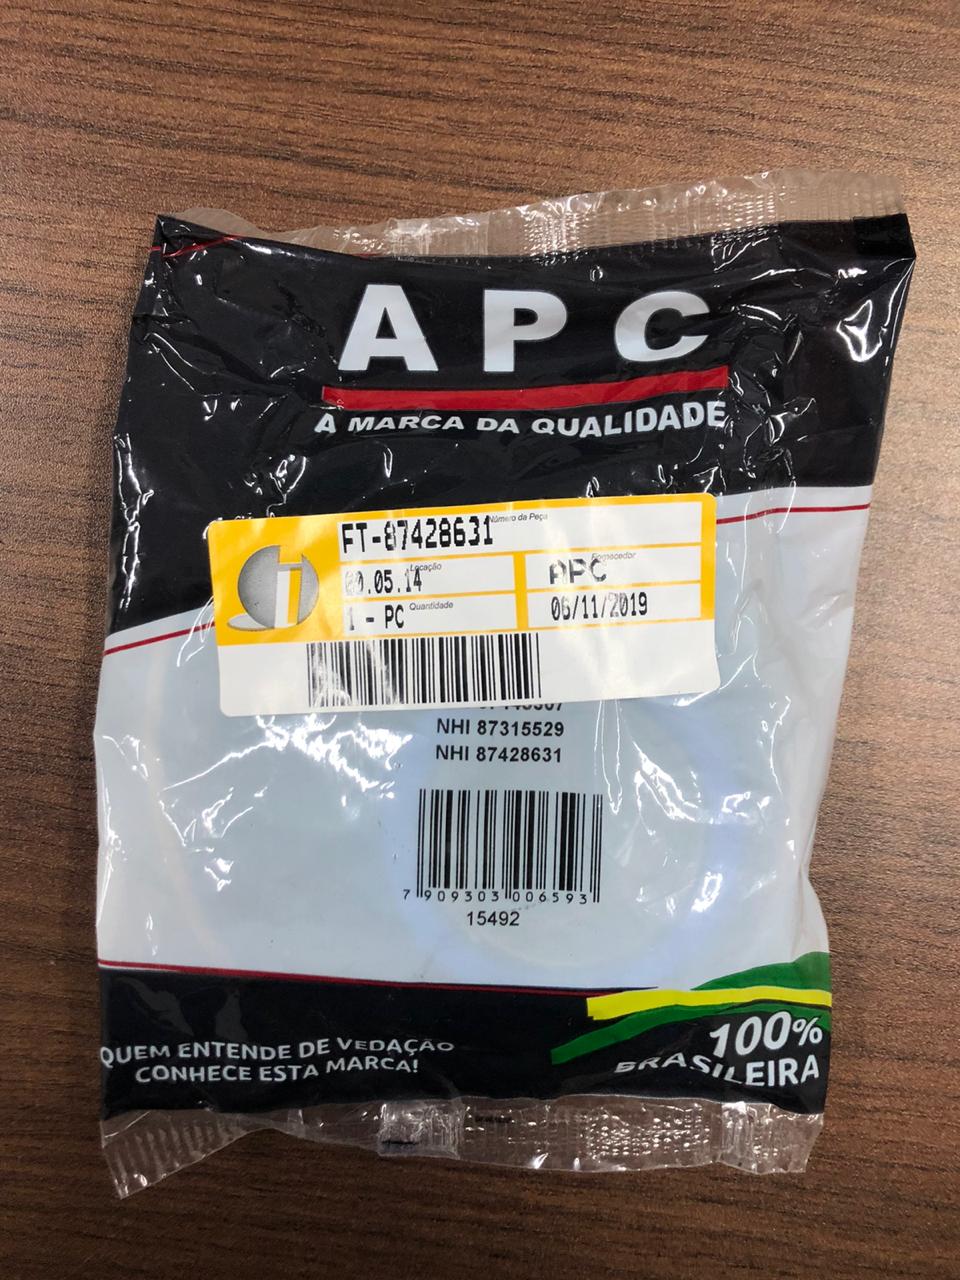 APC
A MARCA DA QUALIDADE
Número da Peça
FT-87428631
Locação
00.05.14
Fornecedor
APC
Quantidade
1 - PC
06/11/2019
NHI 87315529
NHI 87428631
7 909303 006593
15492
QUEM ENTENDE DE VEDAÇÃO
CONHECE ESTA MARCA!
100%
BRASILEIRA